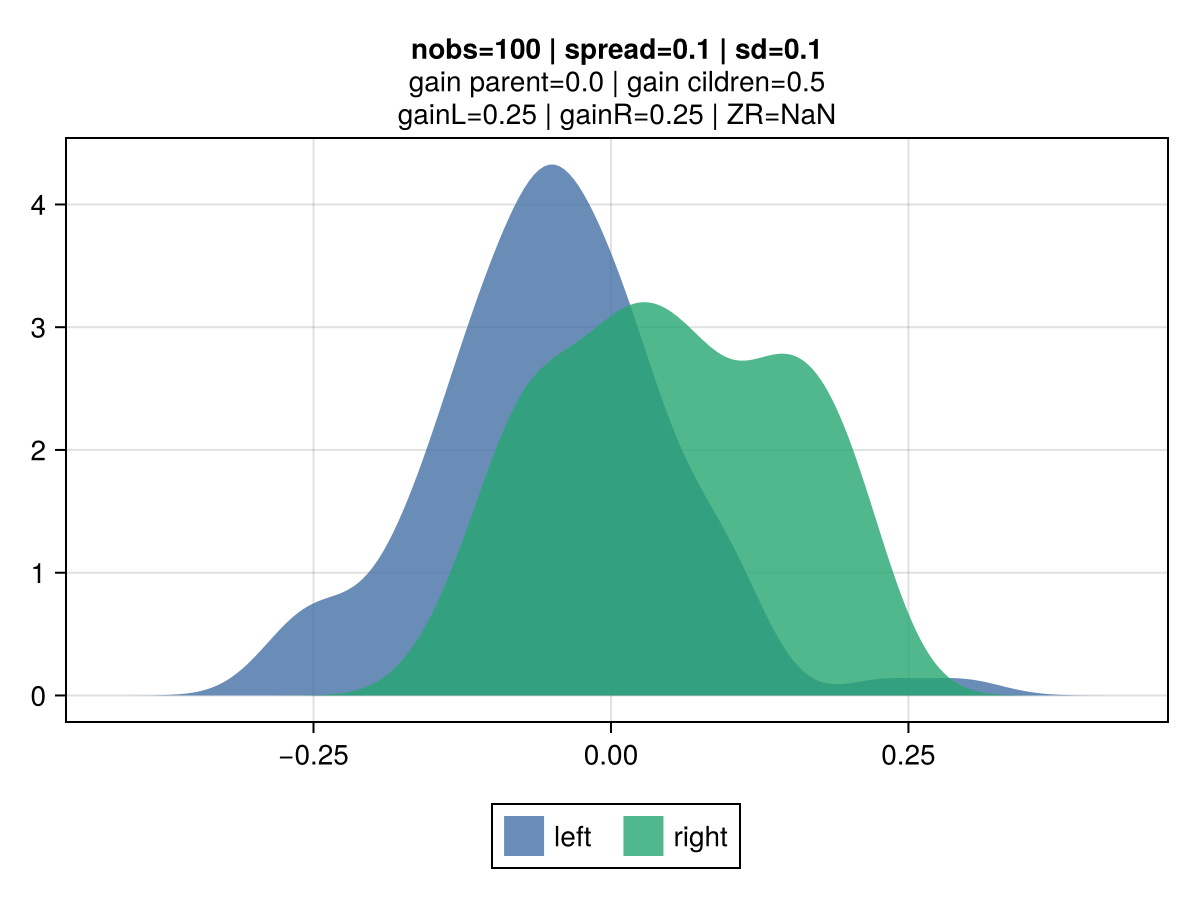 nobs=100 | spread=0.1 | sd=0.1
gain parent=0.0 | gain cildren=0.5
gainL=0.25 | gainR=0.25 | ZR=NaN
4
3
2
1
0
−0.25 0.00 0.25
left right